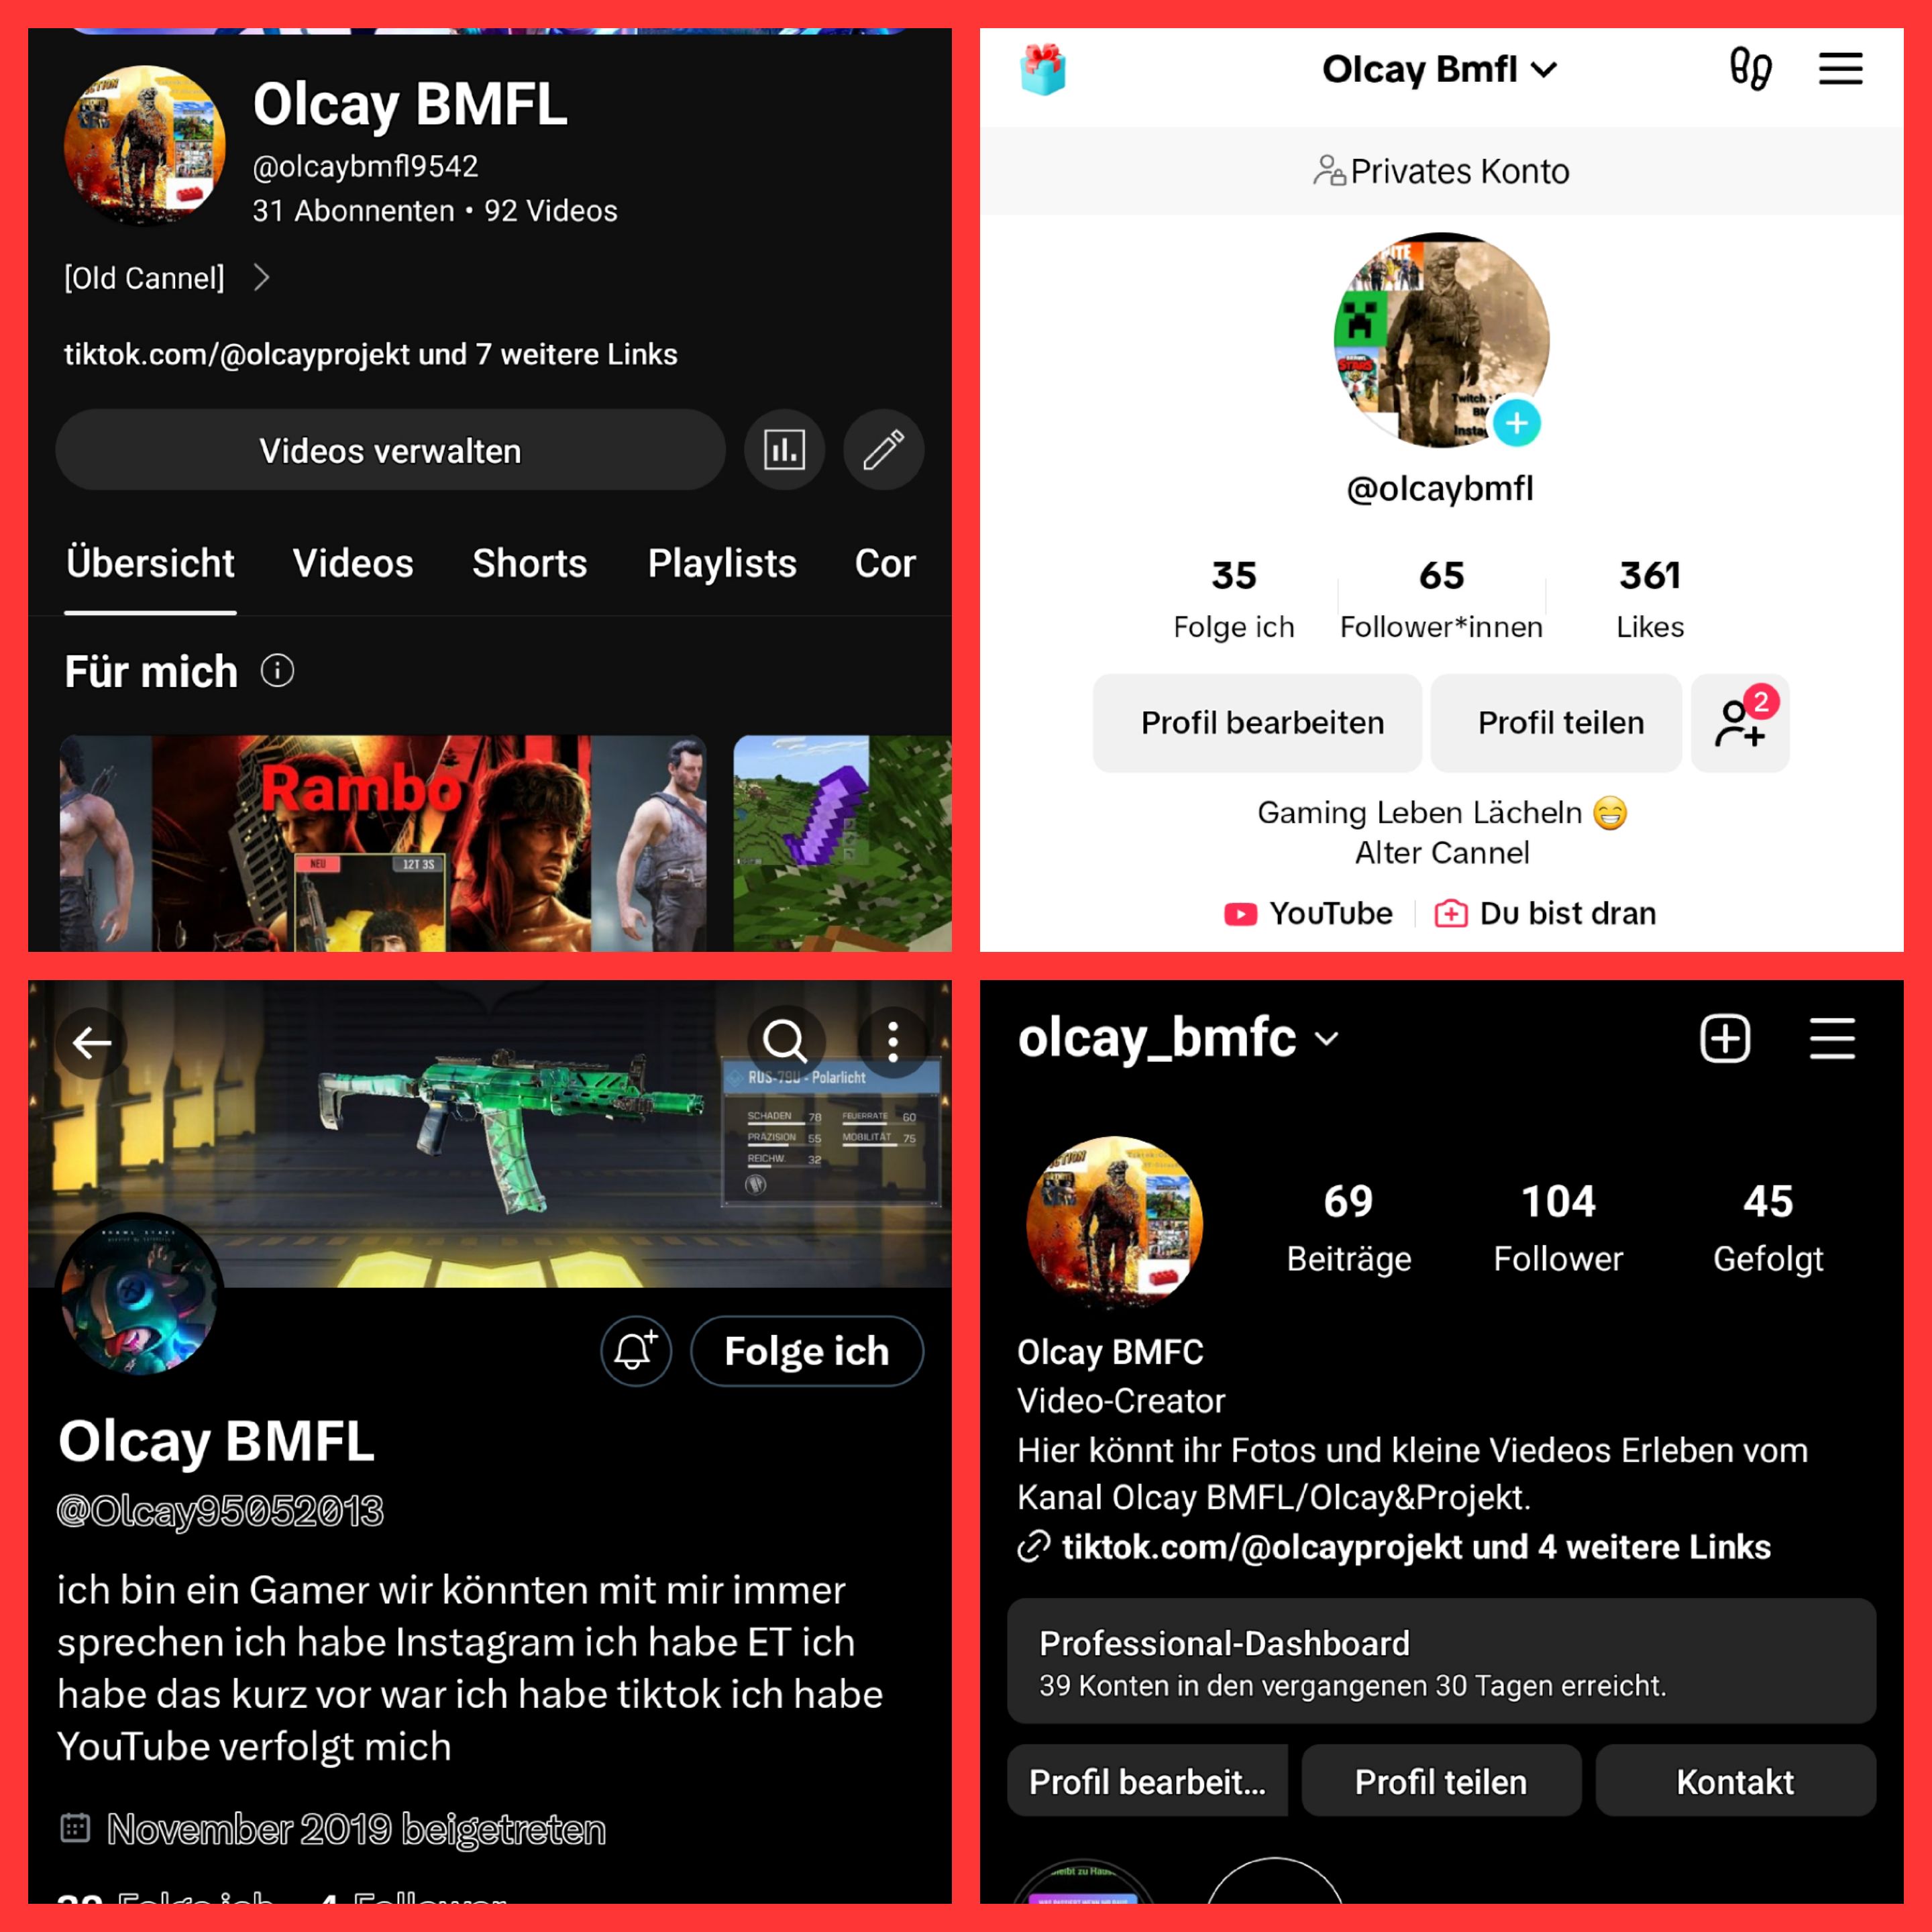 Olcay BMFL
@olcaybmfl9542
31 Abonnenten • 92 Videos
[Old Cannel]
tiktok.com/@olcayprojekt und 7 weitere Links
Videos verwalten
Übersicht Videos Shorts Playlists Cor
Für mich
Rambo
NEU 12T 3S
Olcay Bmfl
Privates Konto
STARS
Twitch :
@olcaybmfl
35 65 361
Folge ich Follower*innen Likes
Profil bearbeiten Profil teilen 2
Gaming Leben Lächeln 😁
Alter Cannel
YouTube Du bist dran
RUS-79U - Polarlicht
SCHADEN 78 FEUERRATE 60
PRÄZISION 55 MOBILITÄT 75
REICHW. 32
BRAWL STARS
Folge ich
Olcay BMFL
@Olcay95052013
ich bin ein Gamer wir könnten mit mir immer
sprechen ich habe Instagram ich habe ET ich
habe das kurz vor war ich habe tiktok ich habe
YouTube verfolgt mich
November 2019 beigetreten
Folge ich Follower
olcay_bmfc
69 104 45
Beiträge Follower Gefolgt
Olcay BMFC
Video-Creator
Hier könnt ihr Fotos und kleine Viedeos Erleben vom
Kanal Olcay BMFL/Olcay&Projekt.
tiktok.com/@olcayprojekt und 4 weitere Links
Professional-Dashboard
39 Konten in den vergangenen 30 Tagen erreicht.
Profil bearbeit... Profil teilen Kontakt